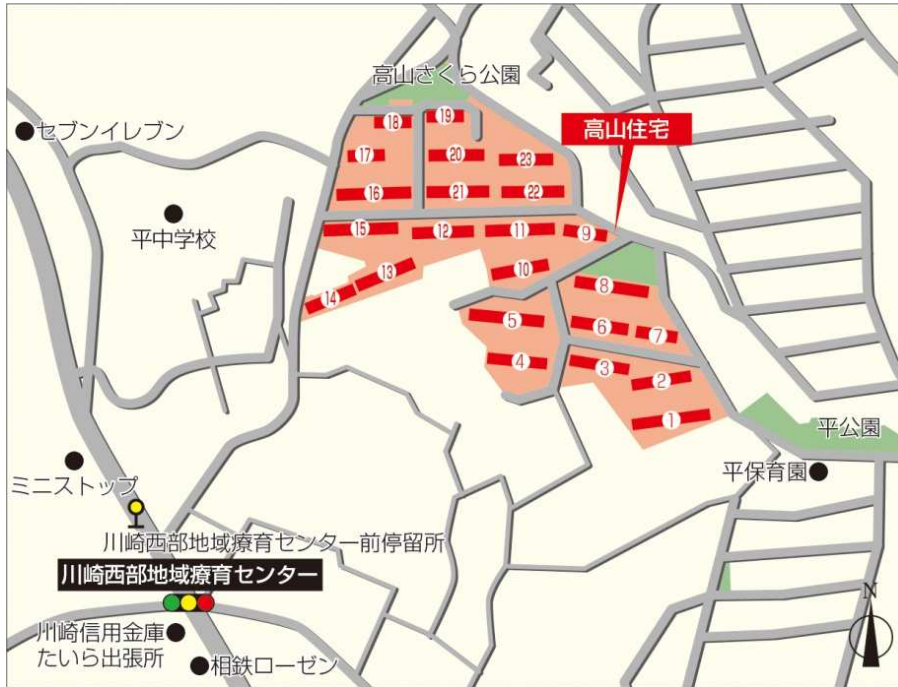 高山さくら公園
⑱
⑲
セブンイレブン
高山住宅
⑰
⑳
㉓
⑯
㉑
㉒
平中学校
⑮
⑫
⑪
⑨
⑬
⑩
⑭
⑧
⑤
⑥
⑦
④
③
②
①
平公園
ミニストップ
平保育園
川崎西部地域療育センター前停留所
川崎西部地域療育センター
N
川崎信用金庫
たいら出張所
相鉄ローゼン